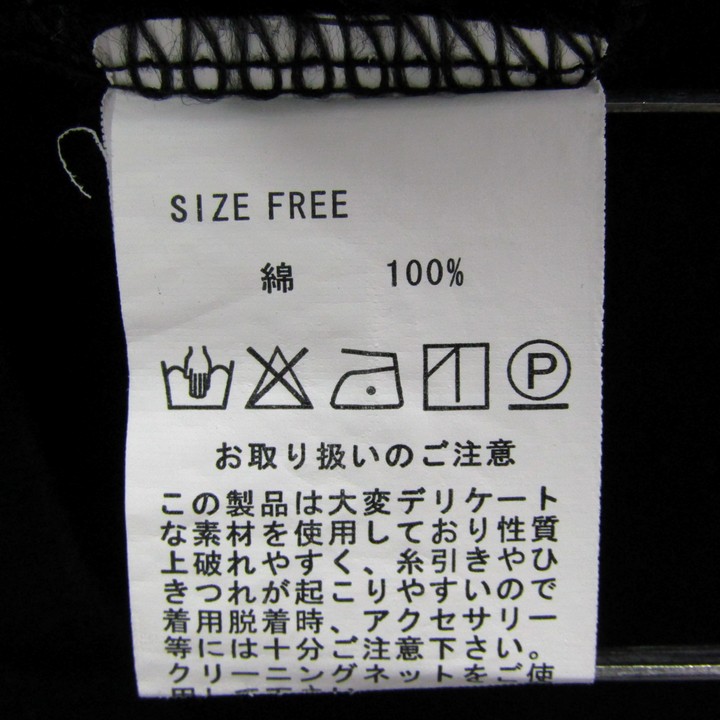 SIZE FREE
綿 100%
P
お取り扱いのご注意
この製品は大変デリケート
な素材を使用しており性質
上破れやすく、糸引きやひ
きつれが起こりやすいので
着用脱着時、アクセサリー
等には十分ご注意下さい。
クリーニングネットをご使